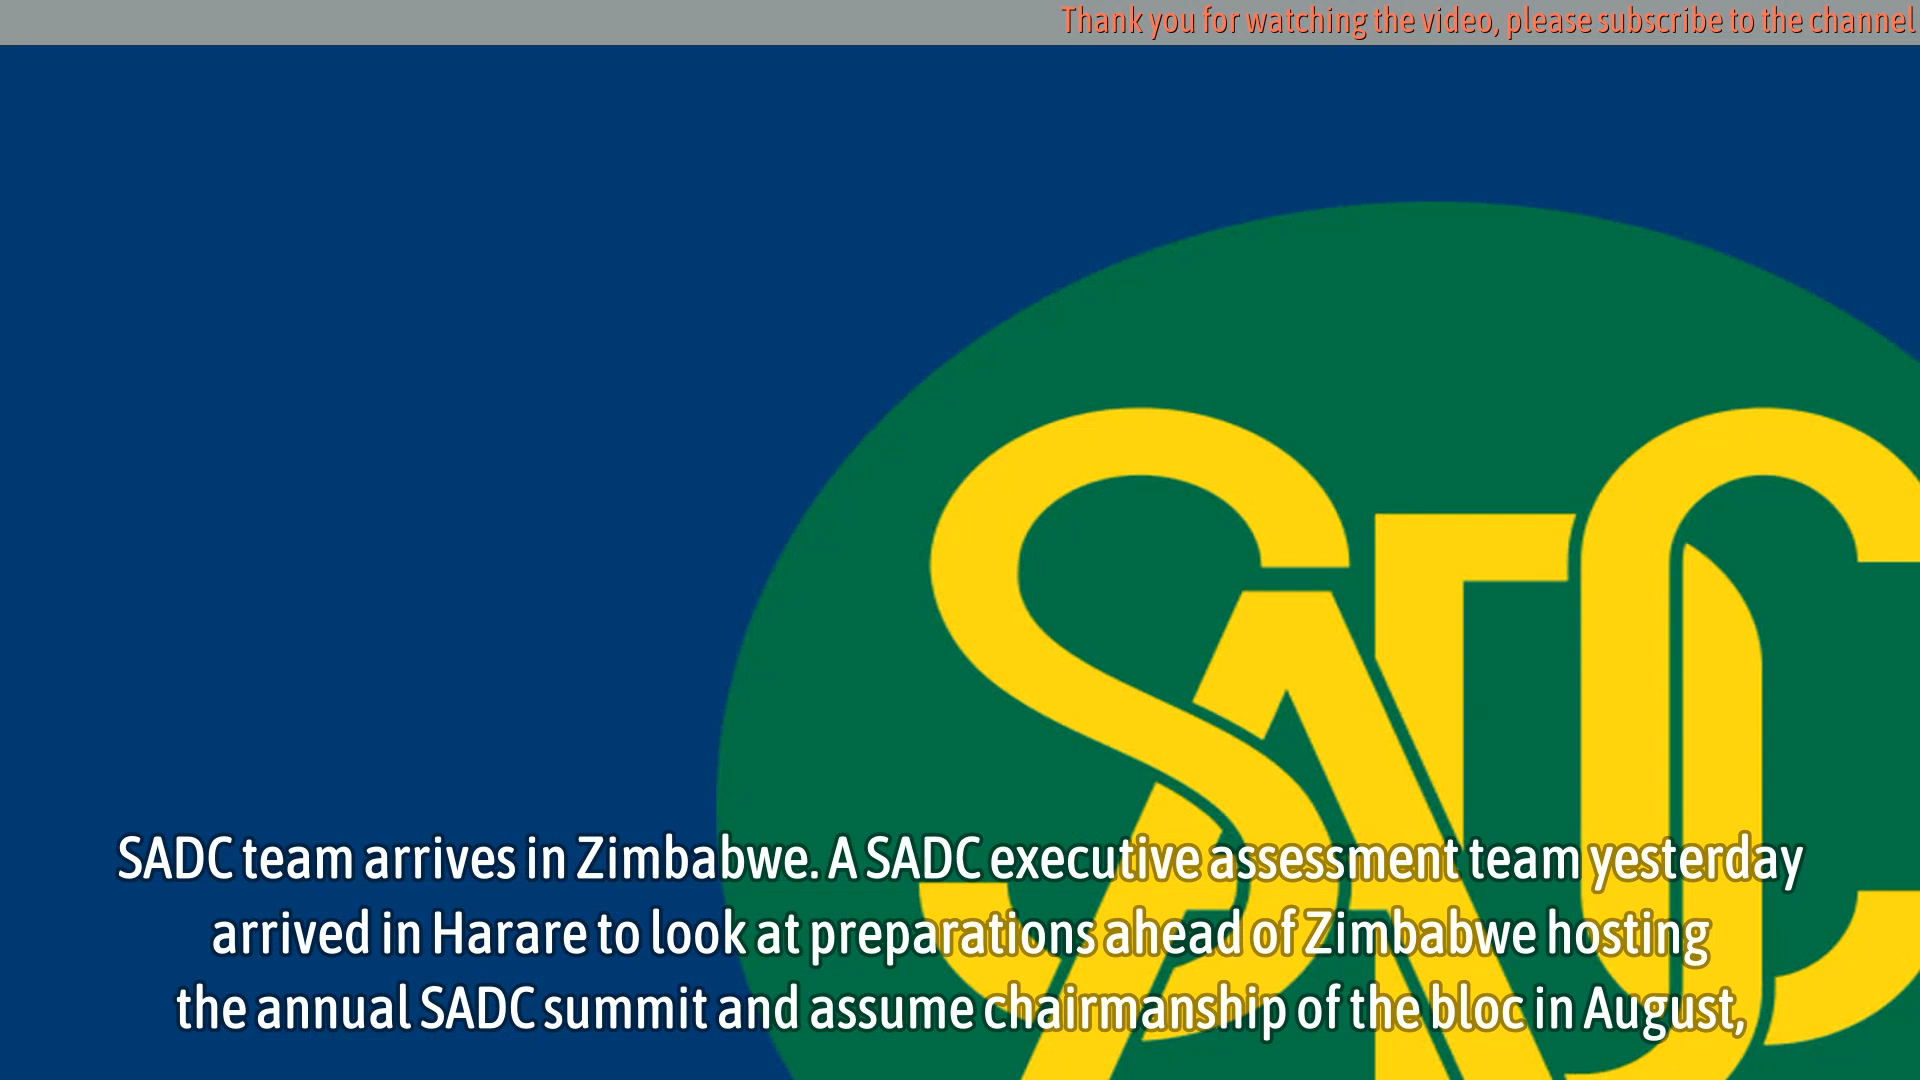 Thank you for watching the video, please subscribe to the channel
SADC
SADC team arrives in Zimbabwe. A SADC executive assessment team yesterday
arrived in Harare to look at preparations ahead of Zimbabwe hosting
the annual SADC summit and assume chairmanship of the bloc in August,